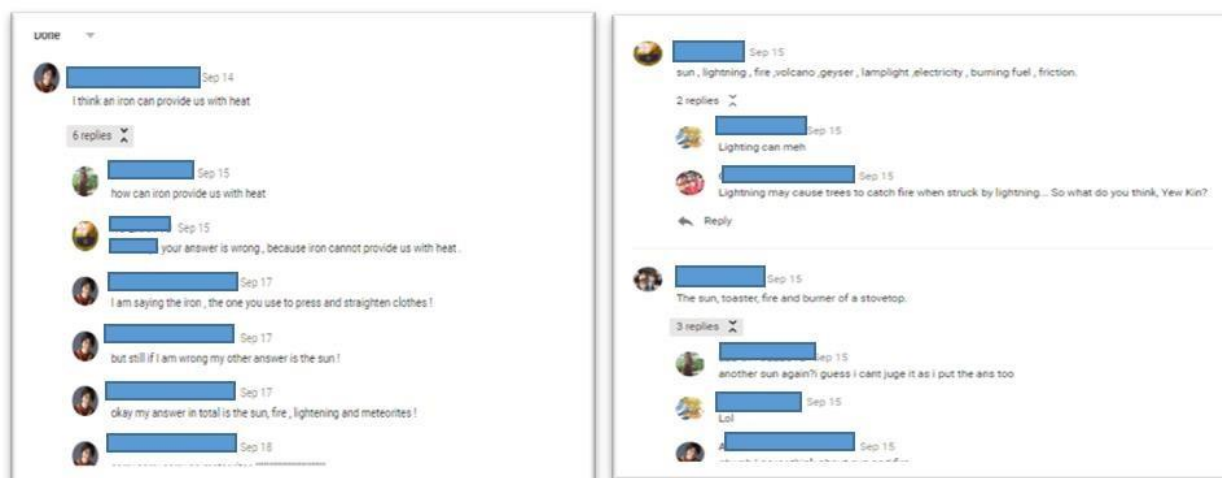 Done
Sep 14
I think an iron can provide us with heat
6 replies
Sep 15
how can iron provide us with heat
Sep 15
your answer is wrong , because iron cannot provide us with heat .
Sep 17
I am saying the iron , the one you use to press and straighten clothes !
Sep 17
but still if I am wrong my other answer is the sun !
Sep 17
okay my answer in total is the sun, fire , lightening and meteorites !
Sep 18
Sep 15
sun , lightning , fire ,volcano ,geyser , lamplight ,electricity , burning fuel , friction.
2 replies
Sep 15
Lighting can meh
Sep 15
Lightning may cause trees to catch fire when struck by lightning... So what do you think, Yew Kin?
Reply
Sep 15
The sun, toaster, fire and burner of a stovetop.
3 replies
Sep 15
another sun again?i guess i cant juge it as i put the ans too
Sep 15
Lol
A
Sep 15